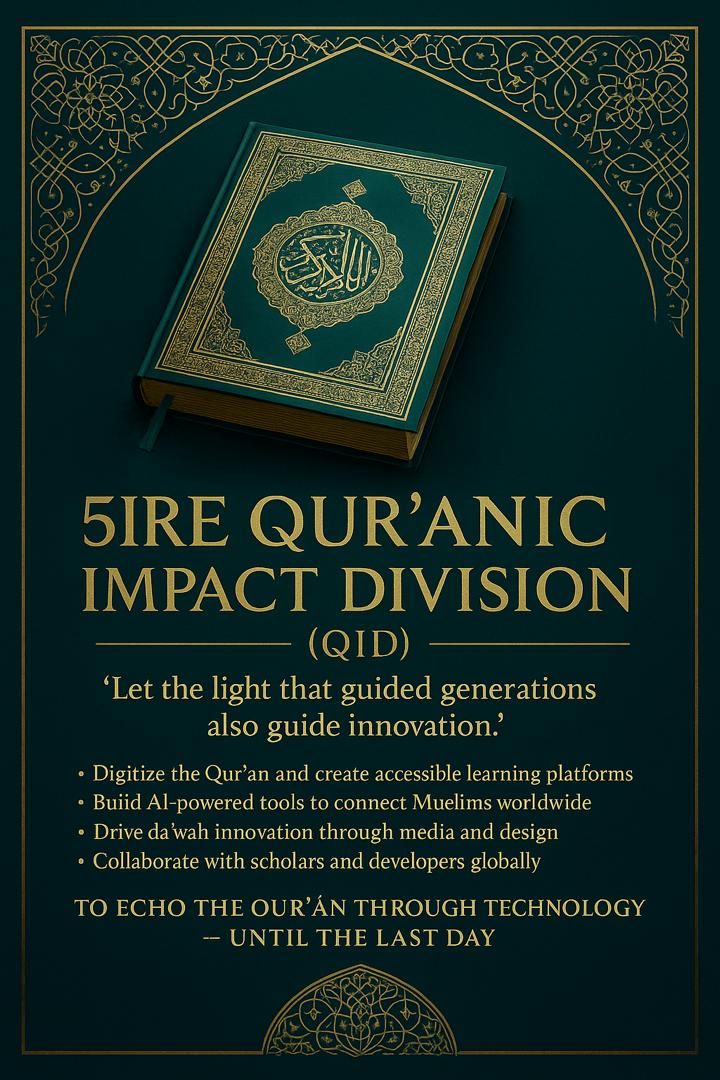 5IRE QUR’ANIC
IMPACT DIVISION
(QID)
‘Let the light that guided generations
also guide innovation.’
• Digitize the Qur’an and create accessible learning platforms
• Buiid AI-powered tools to connect Muelims worldwide
• Drive da’wah innovation through media and design
• Collaborate with scholars and developers globally
TO ECHO THE OUR’ÁN THROUGH TECHNOLOGY
— UNTIL THE LAST DAY